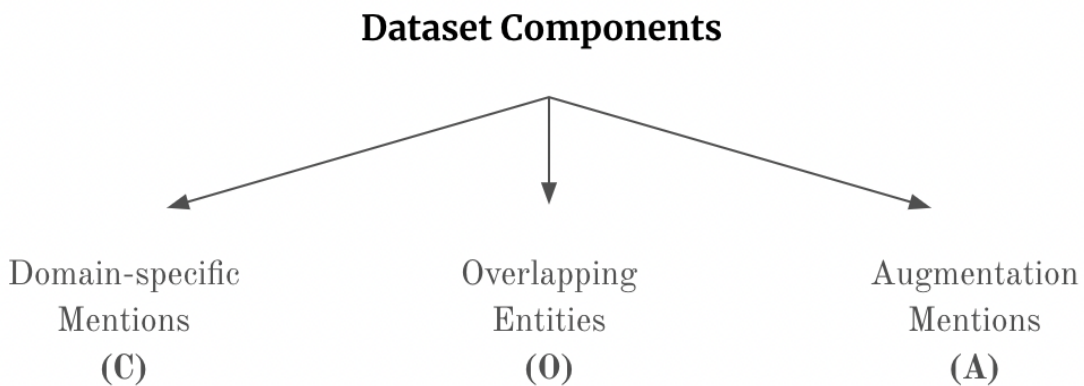 Dataset Components
Domain-specific
Mentions
(C)
Overlapping
Entities
(O)
Augmentation
Mentions
(A)